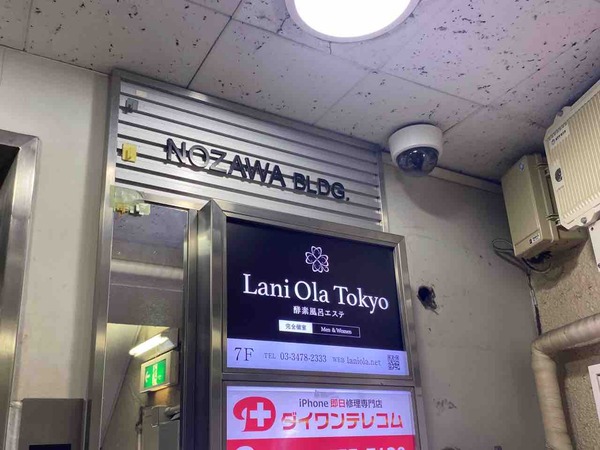 NOZAWA BLDG.
Lani Ola Tokyo
酵素風呂エステ
完全個室 Men & Women
7F TEL 03-3478-2333 WEB laniola.net
iPhone 即日修理専門店
ダイワンテレコム